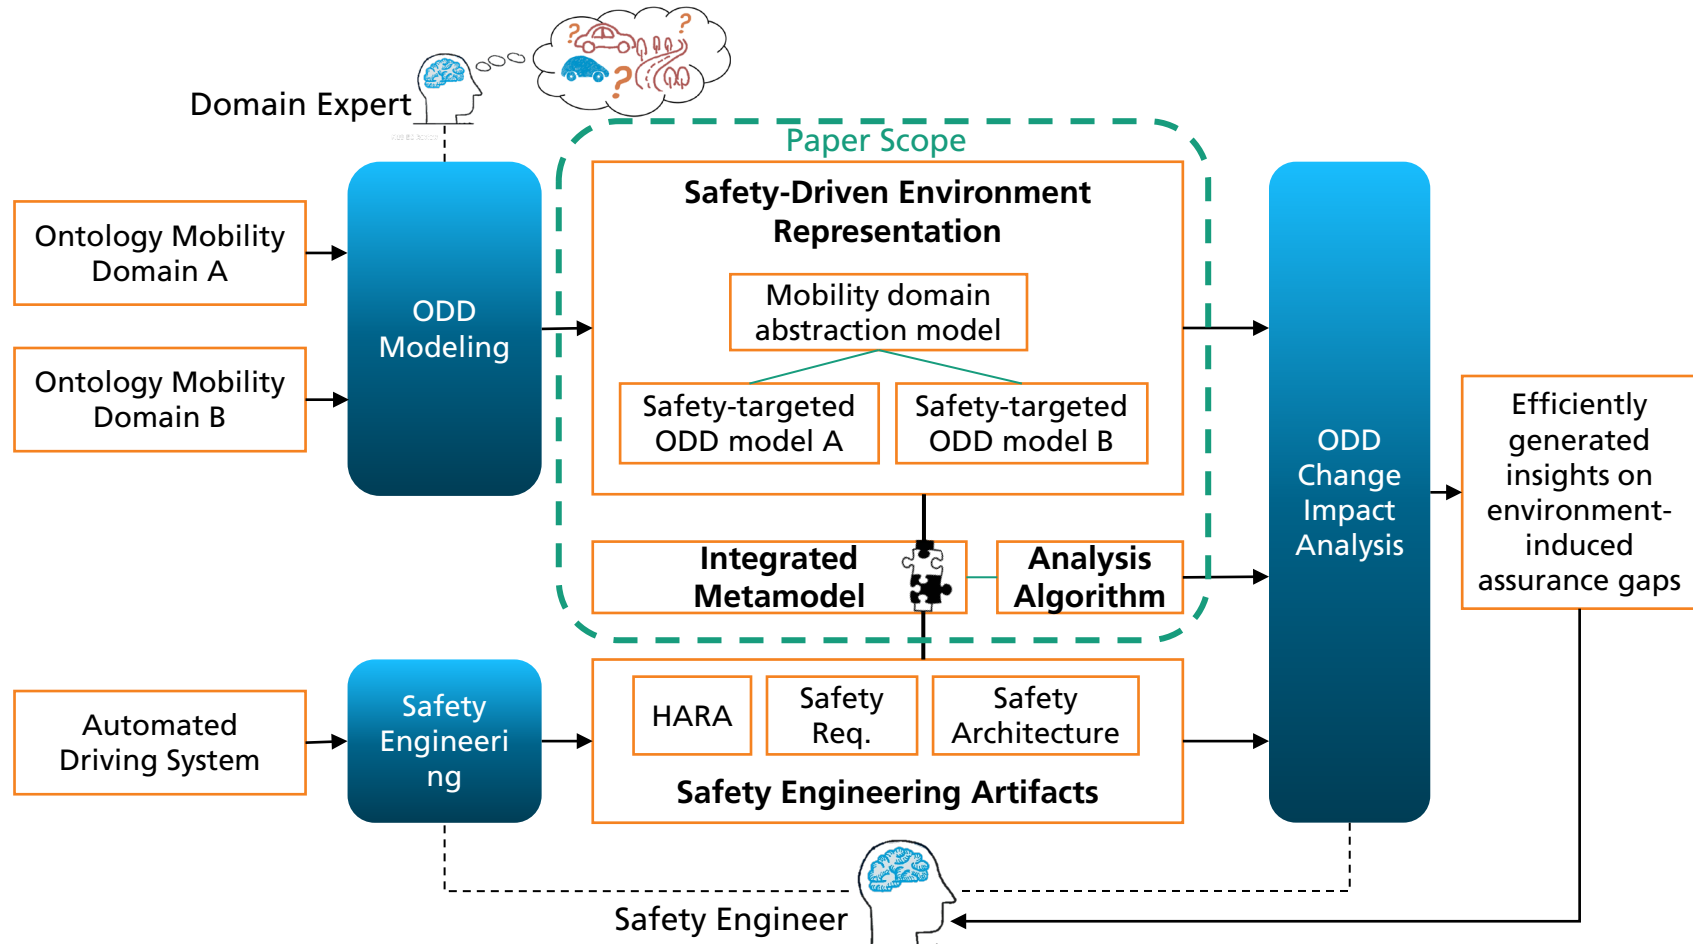 Domain Expert
?
?
?
Paper Scope
Ontology Mobility
Domain A
Ontology Mobility
Domain B
ODD
Modeling
Safety-Driven Environment
Representation
Mobility domain
abstraction model
Safety-targeted
ODD model A
Safety-targeted
ODD model B
Integrated
Metamodel
Analysis
Algorithm
ODD
Change
Impact
Analysis
Efficiently
generated
insights on
environment-
induced
assurance gaps
Automated
Driving System
Safety
Engineeri
ng
HARA
Safety
Req.
Safety
Architecture
Safety Engineering Artifacts
Safety Engineer